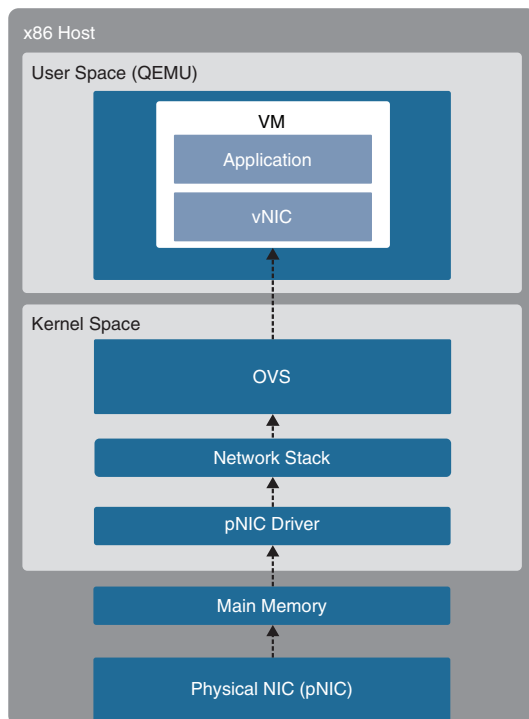 x86 Host
User Space (QEMU)
VM
Application
vNIC
Kernel Space
OVS
Network Stack
pNIC Driver
Main Memory
Physical NIC (pNIC)